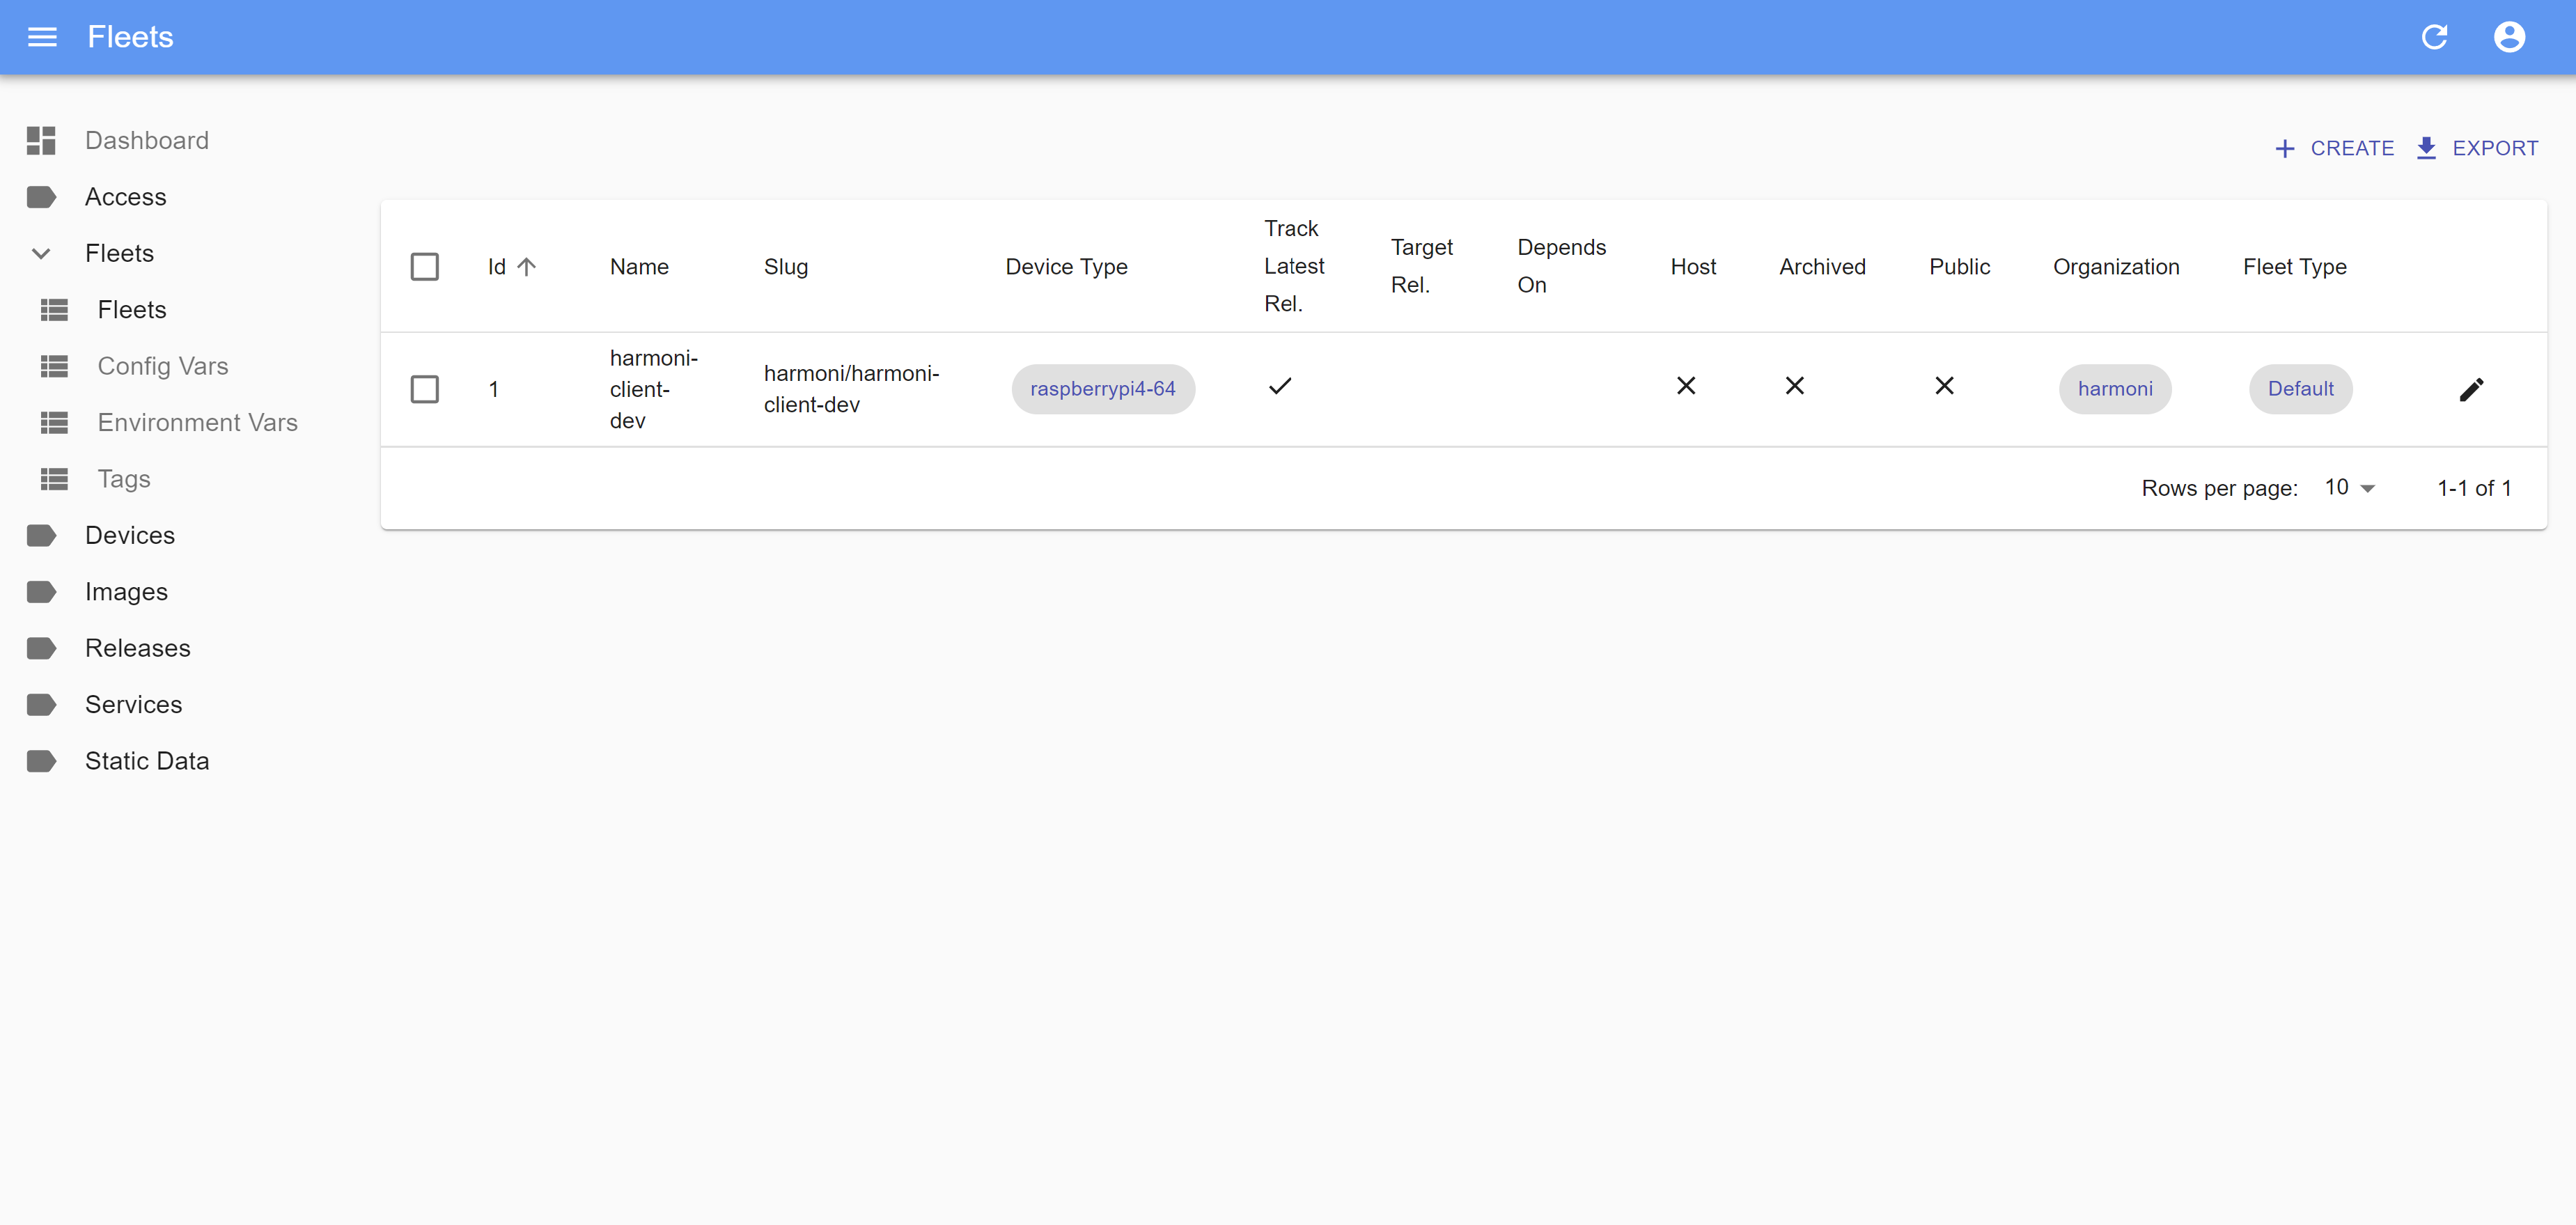 Fleets
Dashboard
Access
Fleets
Fleets
Config Vars
Environment Vars
Tags
Devices
Images
Releases
Services
Static Data
CREATE EXPORT
Id Name Slug Device Type Track Latest Rel. Target Rel. Depends On Host Archived Public Organization Fleet Type
1 harmoni-client-dev harmoni/harmoni-client-dev raspberrypi4-64 harmoni Default
Rows per page: 10 1-1 of 1